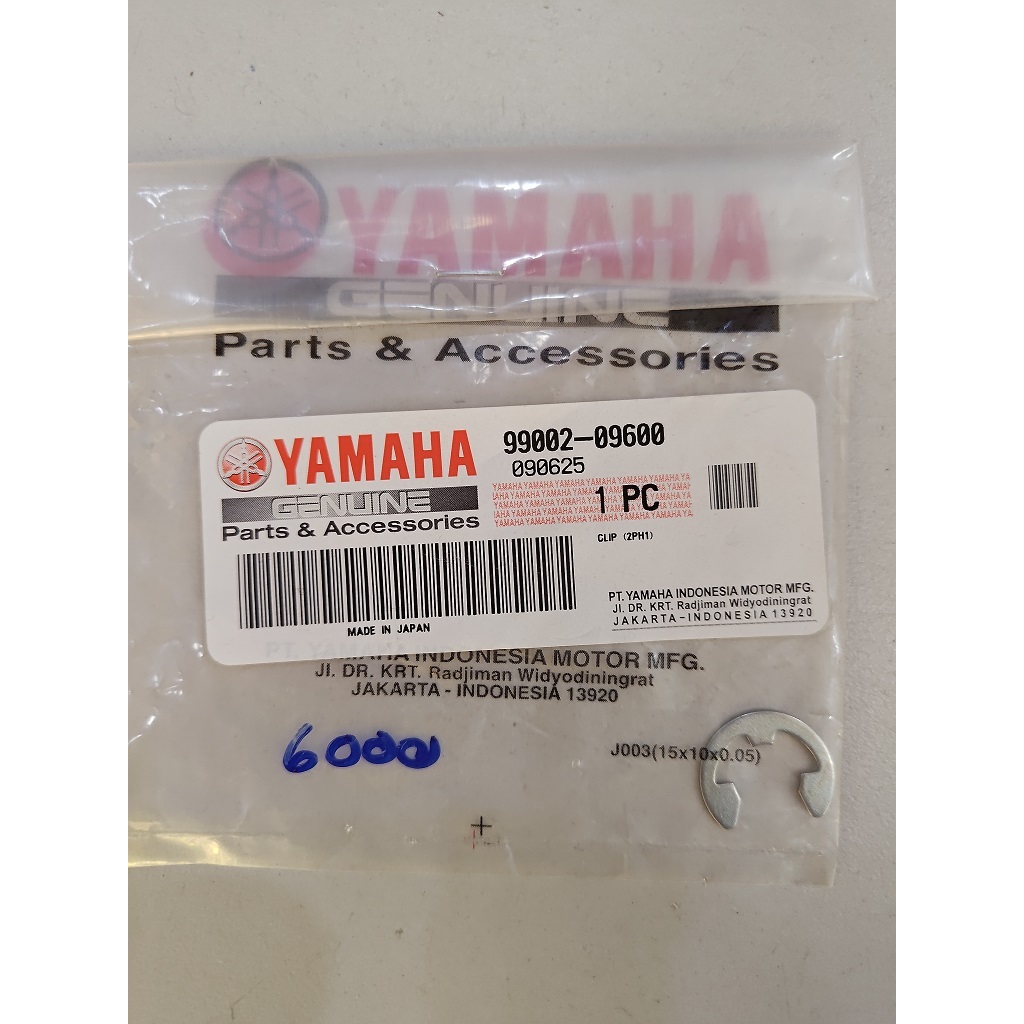 YAMAHA
GENUINE
Parts & Accessories
YAMAHA
GENUINE
Parts & Accessories
99002-09600
090625
1 PC
CLIP (2PH1)
MADE IN JAPAN
PT. YAMAHA INDONESIA MOTOR MFG.
Jl. DR. KRT. Radjiman Widyodiningrat
JAKARTA-INDONESIA 13920
PT. YAMAHA INDONESIA MOTOR MFG.
Jl. DR. KRT. Radjiman Widyodiningrat
JAKARTA - INDONESIA 13920
6000
J003(15x10x0.05)